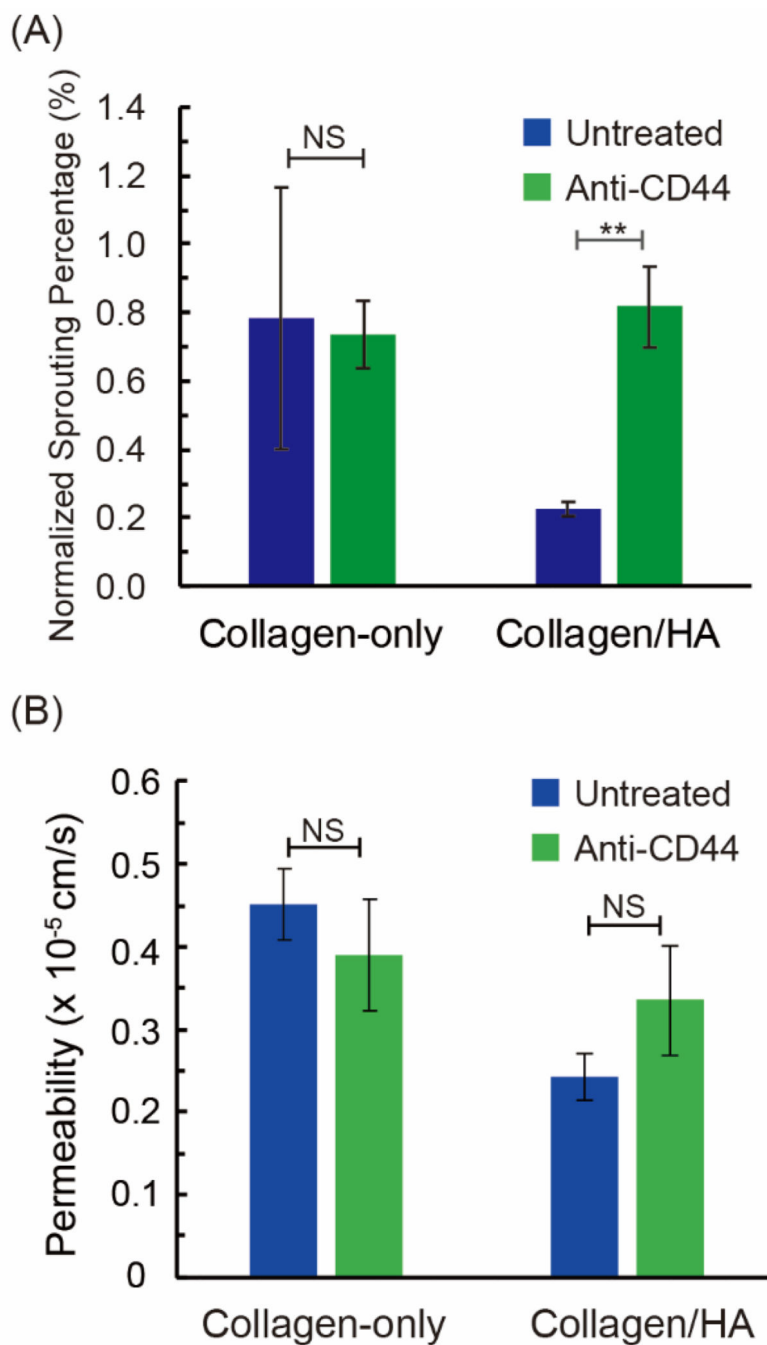 (A)
Normalized Sprouting Percentage (%)
1.4
1.2
1.0
0.8
0.6
0.4
0.2
0.0
NS
Untreated
Anti-CD44
**
Collagen-only
Collagen/HA
(B)
Permeability (x 10-5 cm/s)
0.6
0.5
0.4
0.3
0.2
0.1
0
NS
Untreated
Anti-CD44
NS
Collagen-only
Collagen/HA